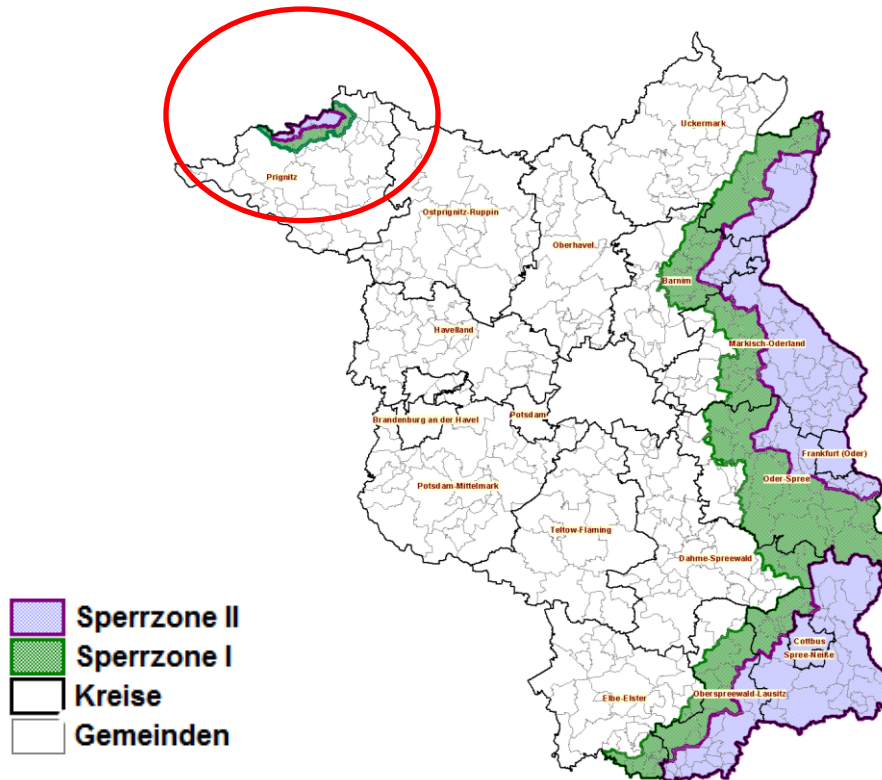 Uckermark
Prignitz
Ostprignitz-Ruppin
Oberhavel
Barnim
Havelland
Märkisch-Oderland
Brandenburg an der Havel
Potsdam
Frankfurt (Oder)
Potsdam-Mittelmark
Oder-Spree
Teltow-Fläming
Dahme-Spreewald
Cottbus
Spree-Neiße
Elbe-Elster
Oberspreewald-Lausitz
Sperrzone II
Sperrzone I
Kreise
Gemeinden